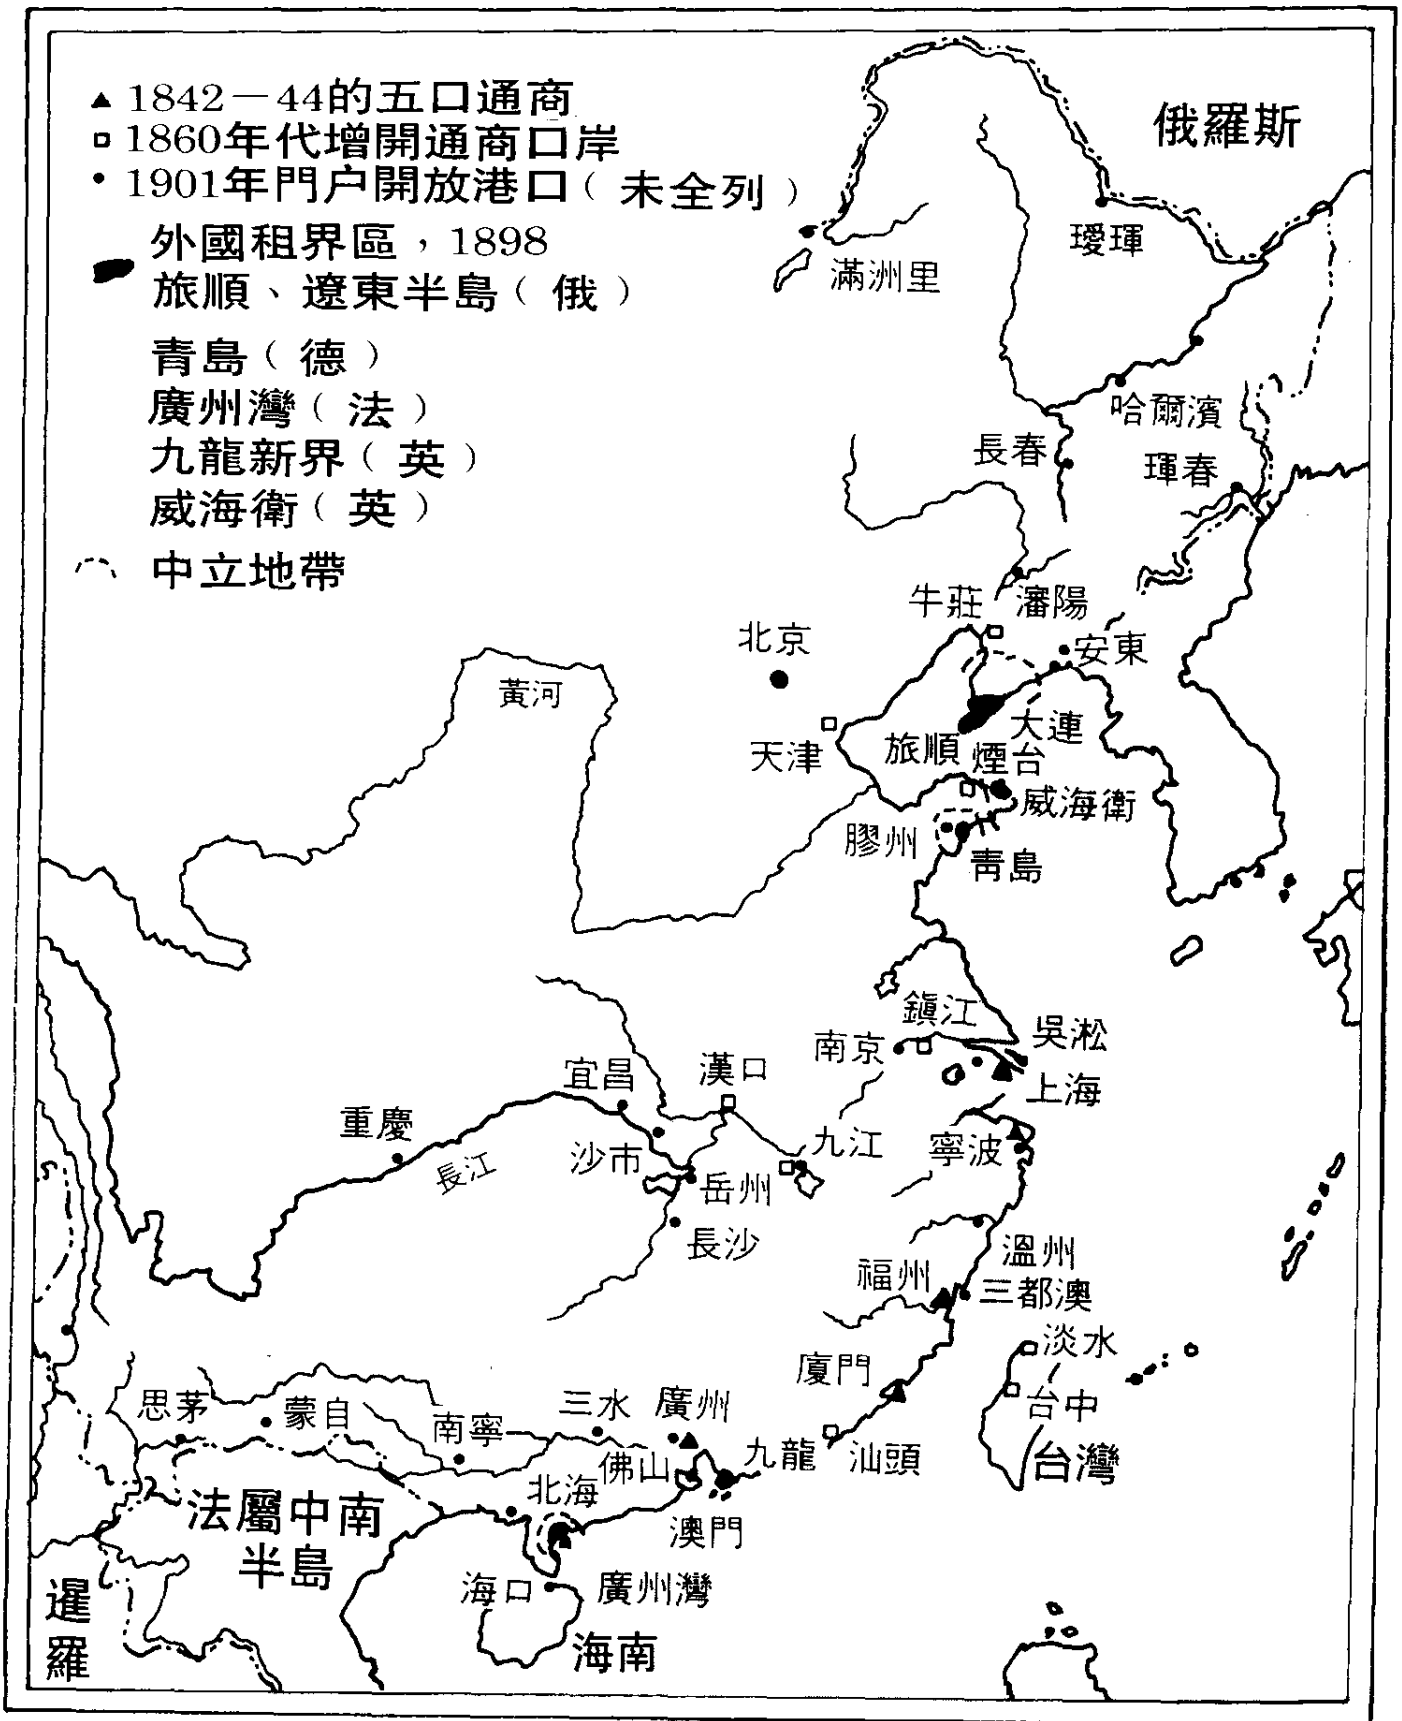 1842－44的五口通商
1860年代增開通商口岸
1901年門户開放港口（未全列）
外國租界區，1898
旅順、遼東半島（俄）
青島（德）
廣州灣（法）
九龍新界（英）
威海衛（英）
中立地帶
俄羅斯
璦琿
滿洲里
哈爾濱
長春
琿春
牛莊
瀋陽
北京
安東
黃河
大連
天津
旅順
煙台
威海衛
膠州
青島
鎭江
吳淞
南京
宜昌
漢口
上海
重慶
九江
寧波
沙市
長江
岳州
長沙
溫州
福州
三都澳
淡水
廈門
思茅
蒙自
三水
廣州
台中
南寧
九龍
汕頭
台灣
佛山
北海
法屬中南
半島
澳門
暹
羅
海口
廣州灣
海南